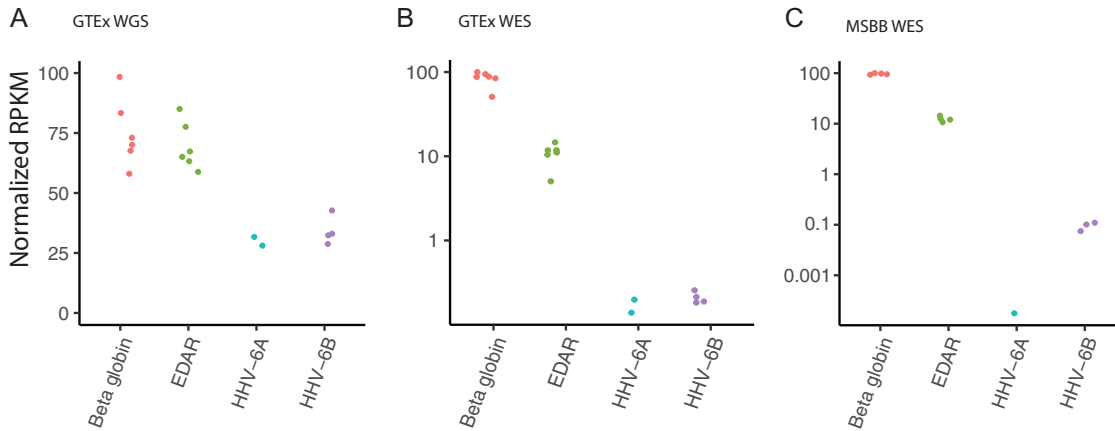 A
GTEx WGS
Normalized RPKM
100
75
50
25
0
Beta globin
EDAR
HHV-6A
HHV-6B
B
GTEx WES
100
10
1
Beta globin
EDAR
HHV-6A
HHV-6B
C
MSBB WES
100
10
1
0.1
0.001
Beta globin
EDAR
HHV-6A
HHV-6B